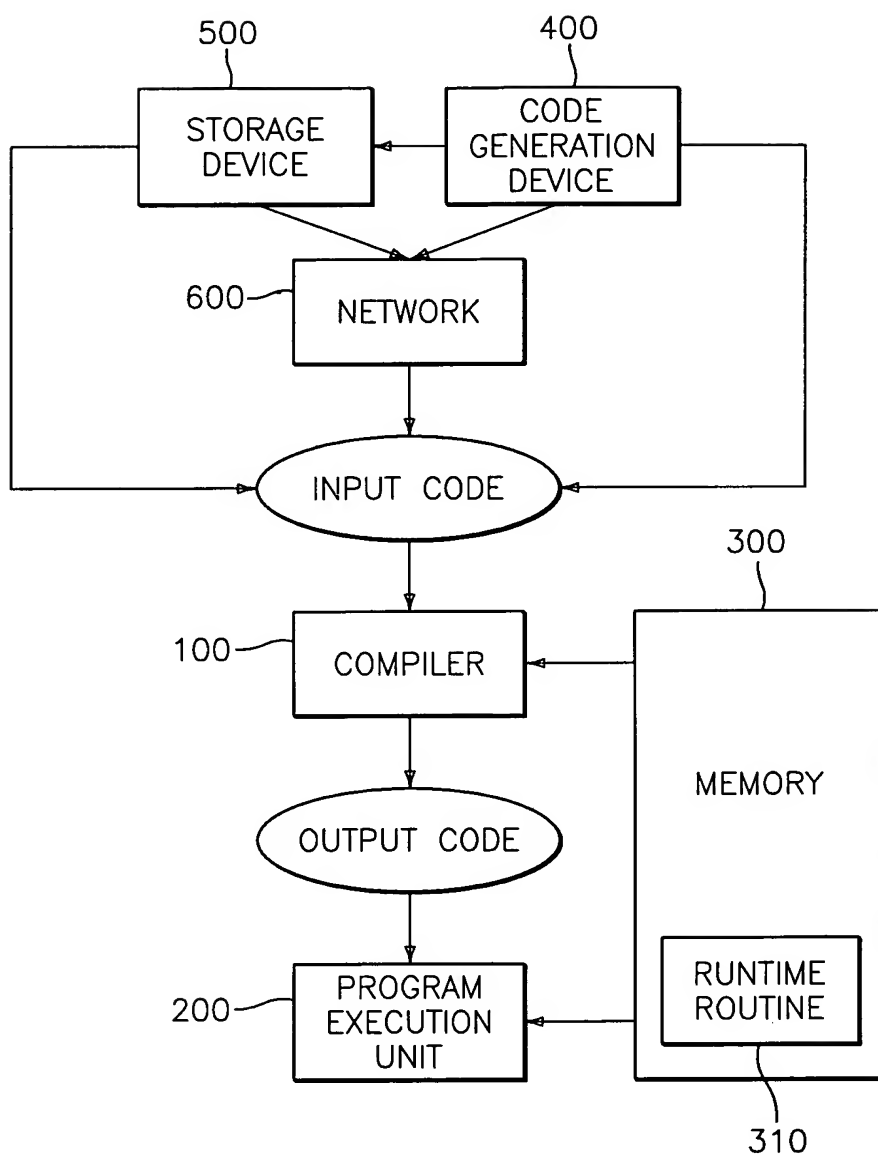 500
400
STORAGE
DEVICE
CODE
GENERATION
DEVICE
600
NETWORK
INPUT CODE
300
100
COMPILER
MEMORY
OUTPUT CODE
200
PROGRAM
EXECUTION
UNIT
RUNTIME
ROUTINE
310